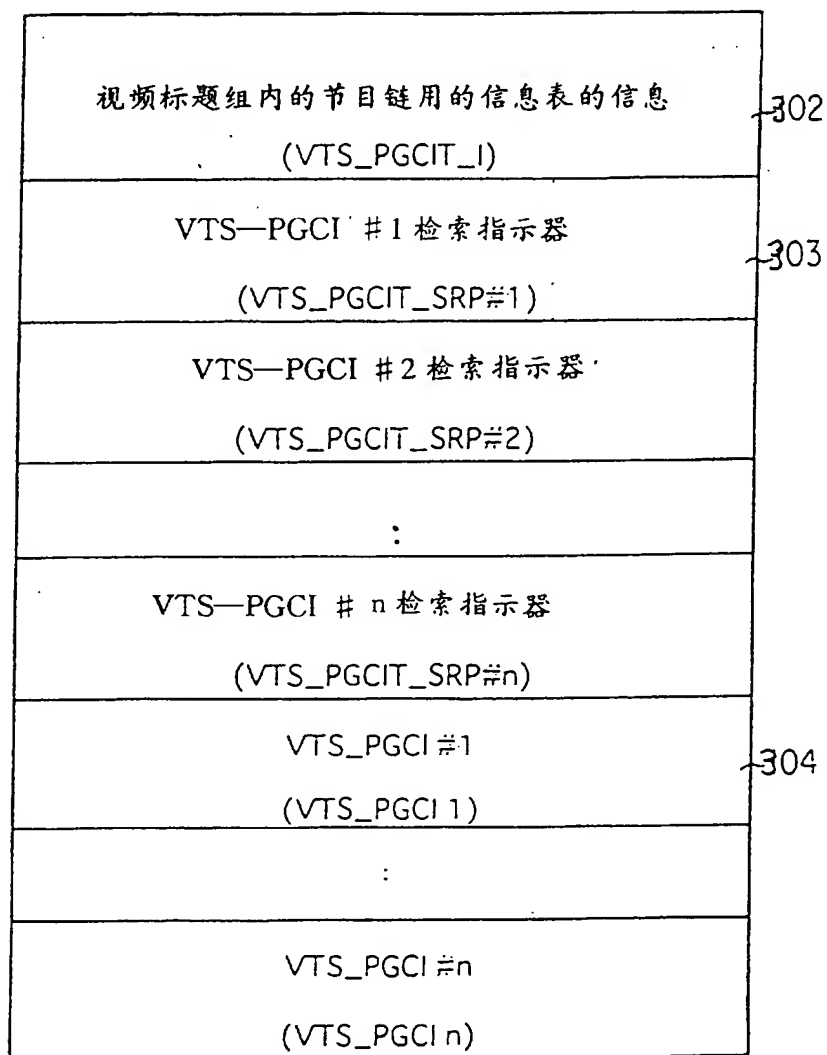 视频标题组内的节目链用的信息表的信息
302
(VTS_PGCIT_I)
VTS—PGCI #1检索指示器
303
(VTS_PGCIT_SRP#1)
VTS—PGCI #2检索指示器
(VTS_PGCIT_SRP#2)
:
VTS—PGCI # n检索指示器
(VTS_PGCIT_SRP#n)
VTS_PGCI #1
304
(VTS_PGCI 1)
:
VTS_PGCI #n
(VTS_PGCI n)